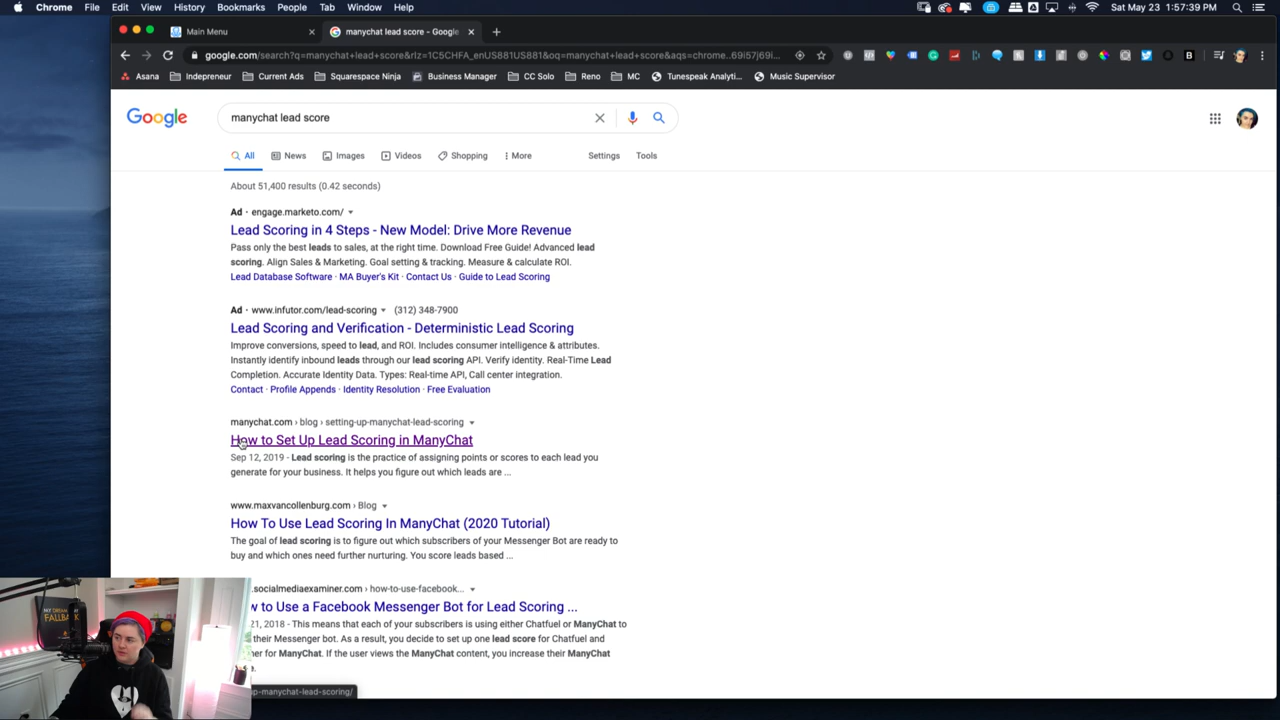 Chrome File Edit View History Bookmarks People Tab Window Help Sat May 23 1:57:39 PM
Main Menu manychat lead score - Google
google.com/search?q=manychat+lead+score&rlz=1C5CHFA_enUS881US881&oq=manychat+lead+score&aqs=chrome..69i57j69i...
Asana Indepreneur Current Ads Squarespace Ninja Business Manager CC Solo Reno MC Tunespeak Analyti... Music Supervisor
Google manychat lead score
All News Images Videos Shopping More Settings Tools
About 51,400 results (0.42 seconds)
Ad · engage.marketo.com/
Lead Scoring in 4 Steps - New Model: Drive More Revenue
Pass only the best leads to sales, at the right time. Download Free Guide! Advanced lead
scoring. Align Sales & Marketing. Goal setting & tracking. Measure & calculate ROI.
Lead Database Software · MA Buyer's Kit · Contact Us · Guide to Lead Scoring
Ad · www.infutor.com/lead-scoring (312) 348-7900
Lead Scoring and Verification - Deterministic Lead Scoring
Improve conversions, speed to lead, and ROI. Includes consumer intelligence & attributes.
Instantly identify inbound leads through our lead scoring API. Verify identity. Real-Time Lead
Completion. Accurate Identity Data. Types: Real-time API, Call center integration.
Contact · Profile Appends · Identity Resolution · Free Evaluation
manychat.com › blog › setting-up-manychat-lead-scoring
How to Set Up Lead Scoring in ManyChat
Sep 12, 2019 - Lead scoring is the practice of assigning points or scores to each lead you
generate for your business. It helps you figure out which leads are ...
www.maxvancollenburg.com › Blog
How To Use Lead Scoring In ManyChat (2020 Tutorial)
The goal of lead scoring is to figure out which subscribers of your Messenger Bot are ready to
buy and which ones need further nurturing. You score leads based ...
.socialmediaexaminer.com › how-to-use-facebook...
w to Use a Facebook Messenger Bot for Lead Scoring ...
21, 2018 - This means that each of your subscribers is using either Chatfuel or ManyChat to
their Messenger bot. As a result, you decide to set up one lead score for Chatfuel and
ner for ManyChat. If the user views the ManyChat content, you increase their ManyChat
up-manychat-lead-scoring/
MY DREAM
FALLBACK